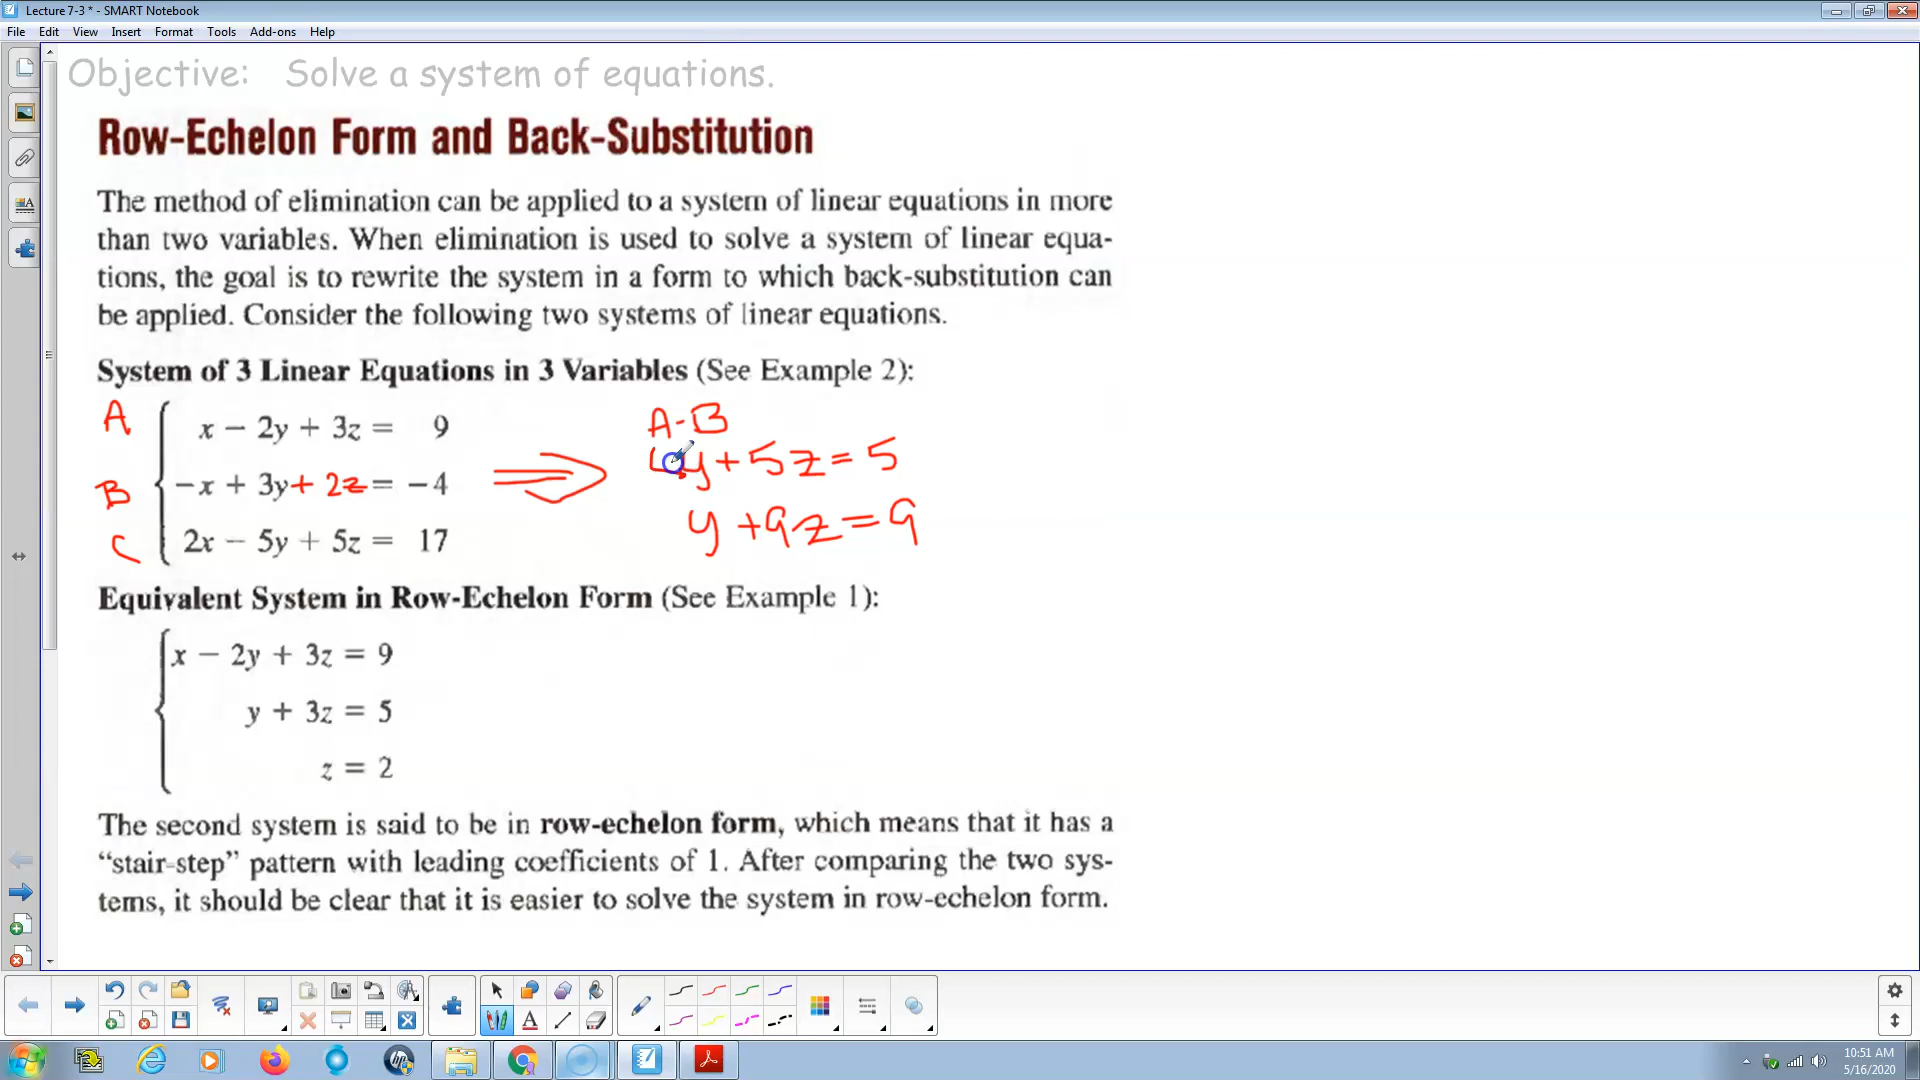 Lecture 7-3 * - SMART Notebook
File Edit View Insert Format Tools Add-ons Help
Objective: Solve a system of equations.
Row-Echelon Form and Back-Substitution
The method of elimination can be applied to a system of linear equations in more
than two variables. When elimination is used to solve a system of linear equa-
tions, the goal is to rewrite the system in a form to which back-substitution can
be applied. Consider the following two systems of linear equations.
System of 3 Linear Equations in 3 Variables (See Example 2):
A x − 2y + 3z = 9
B −x + 3y + 2z = −4
C 2x − 5y + 5z = 17
A-B
y + 5z = 5
y + 9z = 9
Equivalent System in Row-Echelon Form (See Example 1):
x − 2y + 3z = 9
y + 3z = 5
z = 2
The second system is said to be in row-echelon form, which means that it has a
“stair-step” pattern with leading coefficients of 1. After comparing the two sys-
tems, it should be clear that it is easier to solve the system in row-echelon form.
10:51 AM
5/16/2020